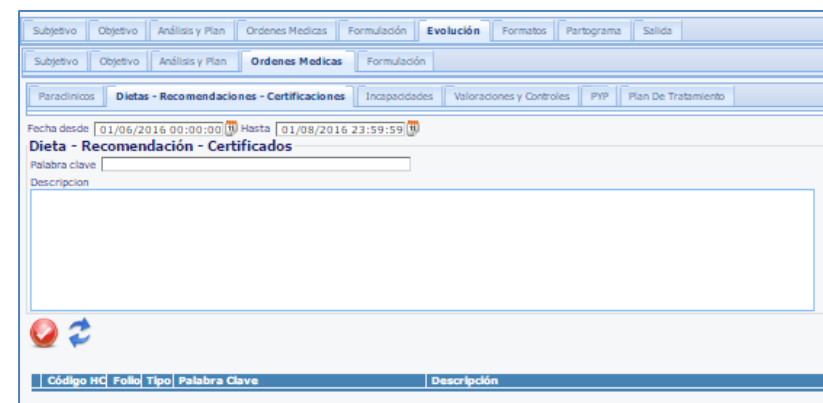 Subjetivo Objetivo Análisis y Plan Ordenes Medicas Formulación Evolución Formatos Partograma Salida
Subjetivo Objetivo Análisis y Plan Ordenes Medicas Formulación
Paraclinicos Dietas - Recomendaciones - Certificaciones Incapacidades Valoraciones y Controles PYP Plan De Tratamiento
Fecha desde 01/06/2016 00:00:00 Hasta 01/08/2016 23:59:59
Dieta - Recomendación - Certificados
Palabra clave
Descripcion
Código HC Folio Tipo Palabra Clave Descripción